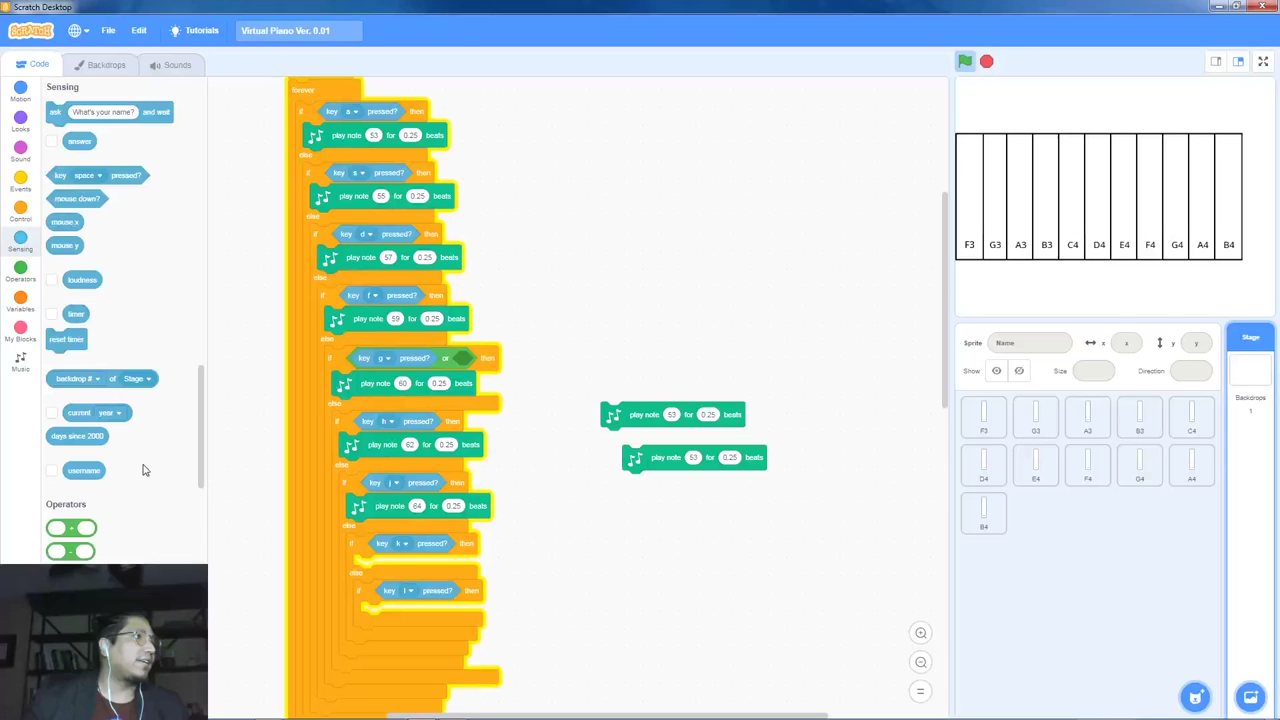 Scratch Desktop
SCRATCH
File
Edit
Tutorials
Virtual Piano Ver. 0.01
Code
Backdrops
Sounds
Motion
Looks
Sound
Events
Control
Sensing
Operators
Variables
My Blocks
Music
Sensing
ask What's your name? and wait
answer
key space pressed?
mouse down?
mouse x
mouse y
loudness
timer
reset timer
backdrop # of Stage
current year
days since 2000
username
Operators
+
-
forever
if key a pressed? then
play note 53 for 0.25 beats
else
if key s pressed? then
play note 55 for 0.25 beats
else
if key d pressed? then
play note 57 for 0.25 beats
else
if key f pressed? then
play note 59 for 0.25 beats
else
if key g pressed? or then
play note 60 for 0.25 beats
else
if key h pressed? then
play note 62 for 0.25 beats
else
if key j pressed? then
play note 64 for 0.25 beats
else
if key k pressed? then
else
if key l pressed? then
play note 53 for 0.25 beats
play note 53 for 0.25 beats
F3 G3 A3 B3 C4 D4 E4 F4 G4 A4 B4
Sprite Name x x y y
Show Size Direction
F3 G3 A3 B3 C4
D4 E4 F4 G4 A4
B4
Stage
Backdrops
1